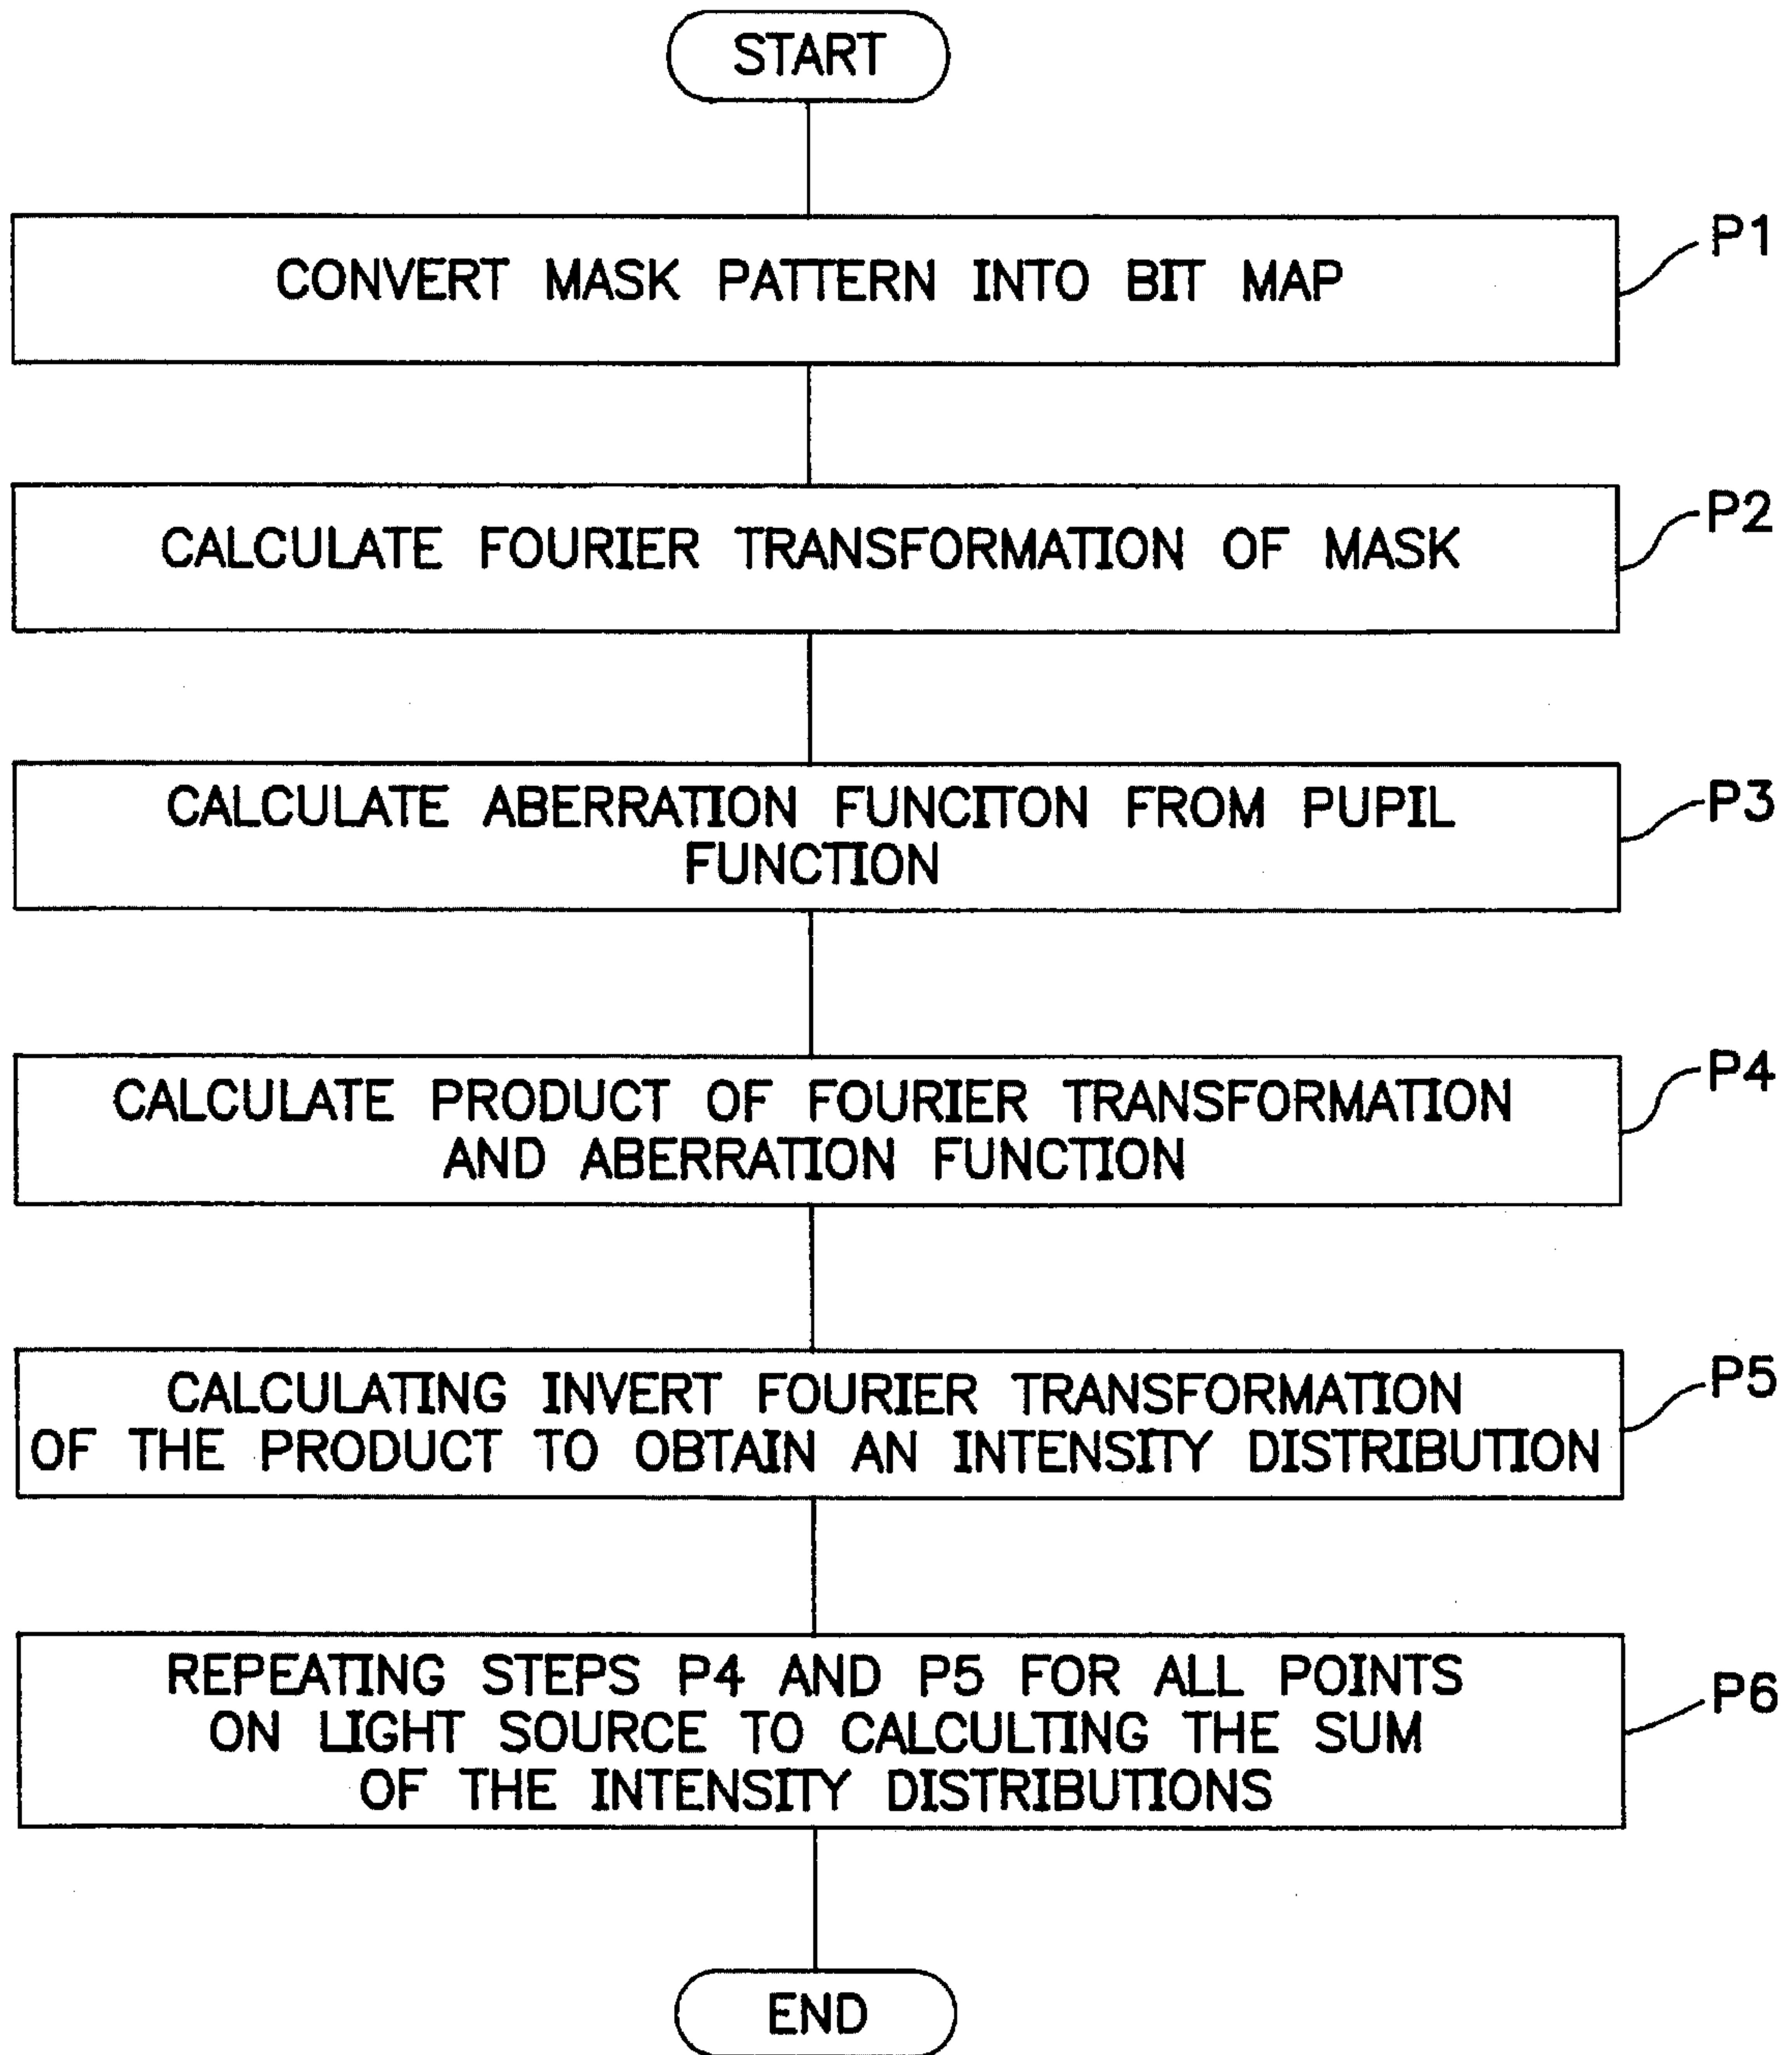 START
CONVERT MASK PATTERN INTO BIT MAP
P1
CALCULATE FOURIER TRANSFORMATION OF MASK
P2
CALCULATE ABERRATION FUNCITON FROM PUPIL
FUNCTION
P3
CALCULATE PRODUCT OF FOURIER TRANSFORMATION
AND ABERRATION FUNCTION
P4
CALCULATING INVERT FOURIER TRANSFORMATION
OF THE PRODUCT TO OBTAIN AN INTENSITY DISTRIBUTION
P5
REPEATING STEPS P4 AND P5 FOR ALL POINTS
ON LIGHT SOURCE TO CALCULTING THE SUM
OF THE INTENSITY DISTRIBUTIONS
P6
END